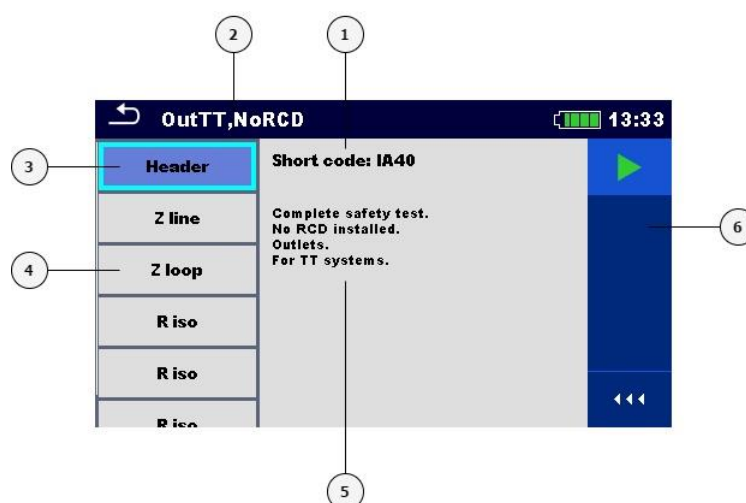 2
1
OutTT,NoRCD
13:33
3
Header
Short code: IA40
Z line
Complete safety test.
No RCD installed.
Outlets.
For TT systems.
6
4
Z loop
R iso
R iso
R iso
5